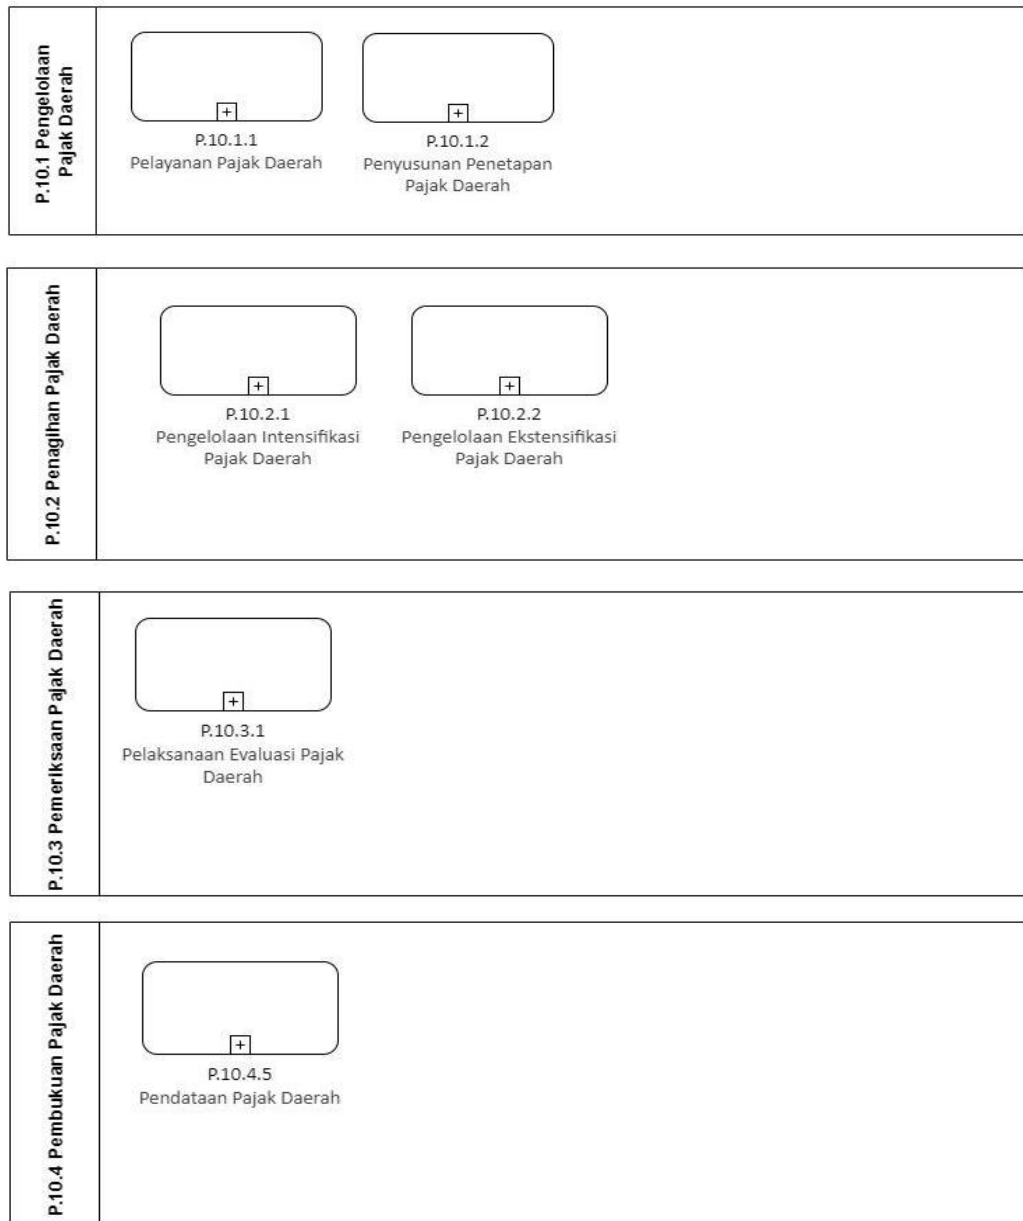 P.10.1 Pengelolaan
Pajak Daerah
P.10.1.1
Pelayanan Pajak Daerah
P.10.1.2
Penyusunan Penetapan
Pajak Daerah
P.10.2 Penagihan Pajak Daerah
P.10.2.1
Pengelolaan Intensifikasi
Pajak Daerah
P.10.2.2
Pengelolaan Ekstensifikasi
Pajak Daerah
P.10.3 Pemeriksaan Pajak Daerah
P.10.3.1
Pelaksanaan Evaluasi Pajak
Daerah
P.10.4 Pembukuan Pajak Daerah
P.10.4.5
Pendataan Pajak Daerah